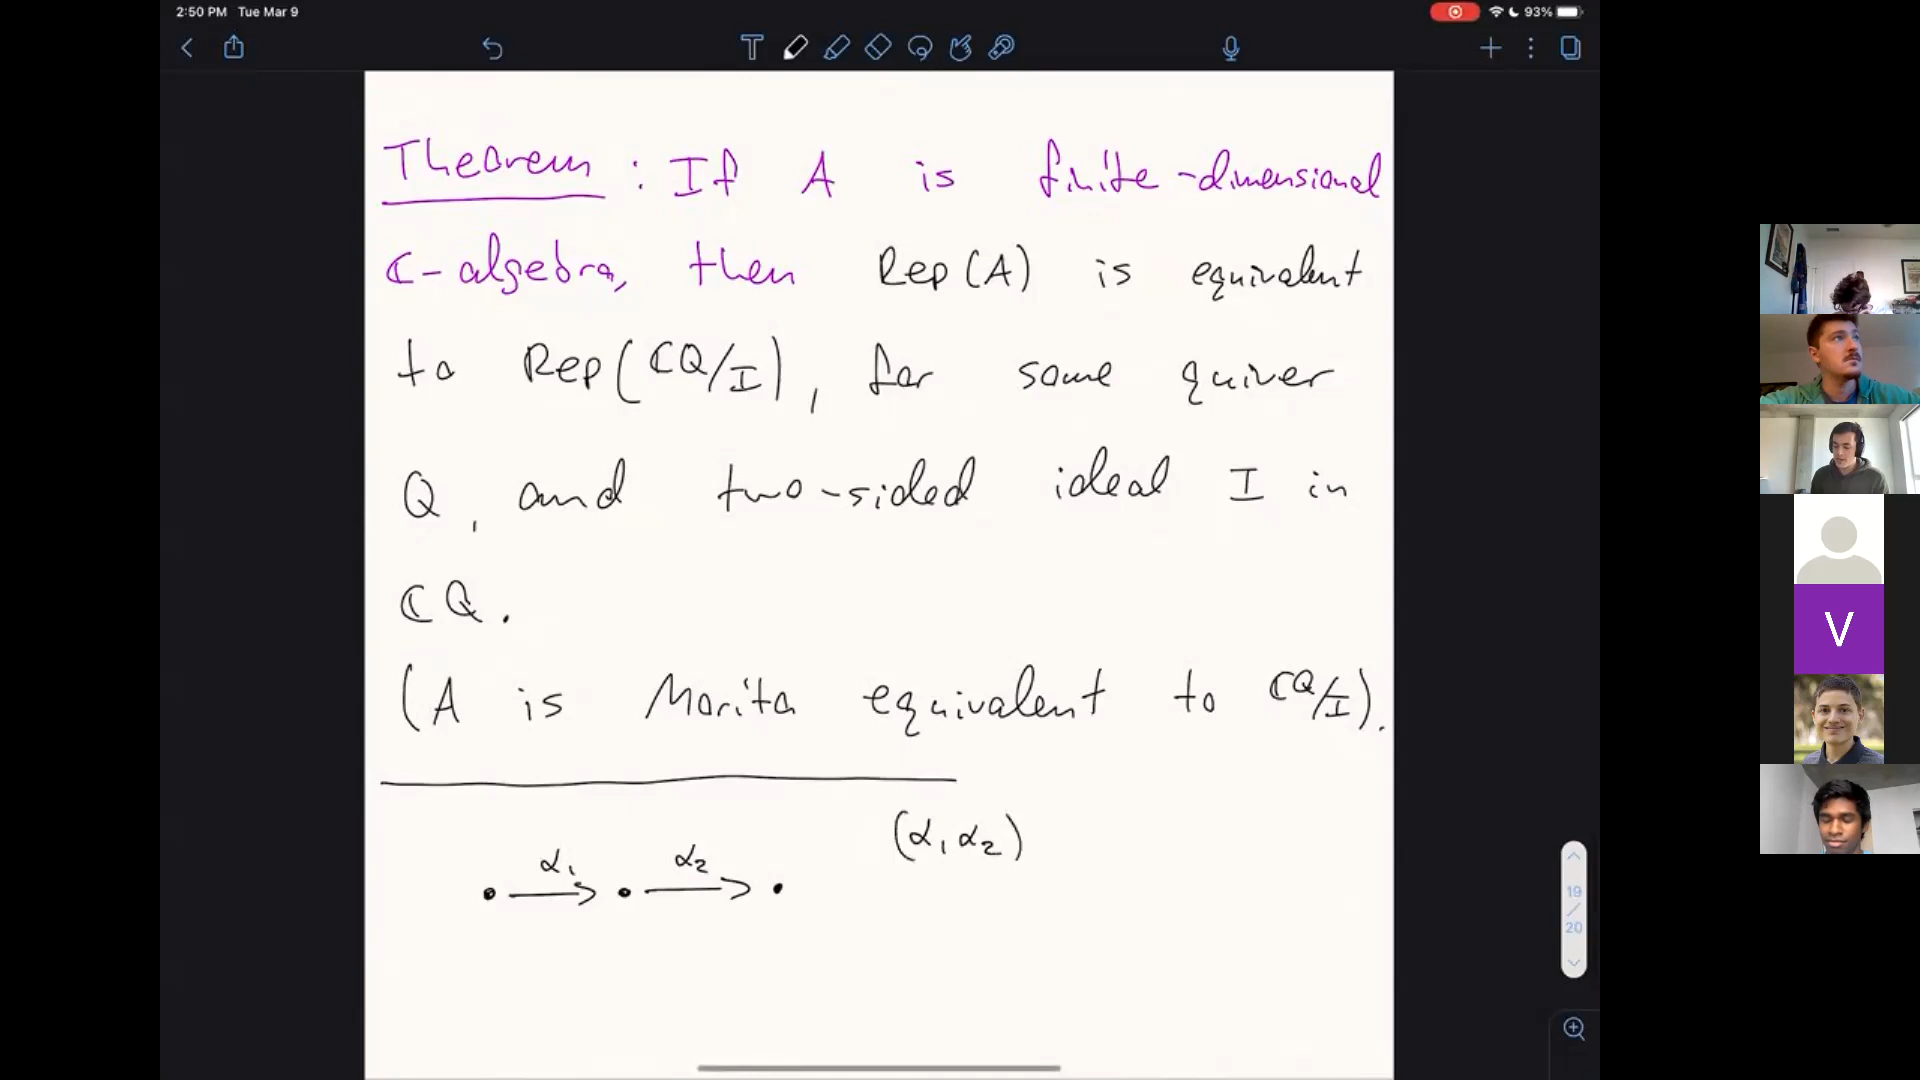 2:50 PM Tue Mar 9
93%
T
Theorem : If A is finite-dimensional
ℂ-algebra, then Rep(A) is equivalent
to Rep(ℂQ/I), for some quiver
Q, and two-sided ideal I in
ℂQ.
(A is Morita equivalent to ℂQ/I).
(α₁α₂)
α₁ α₂
19
/
20
V